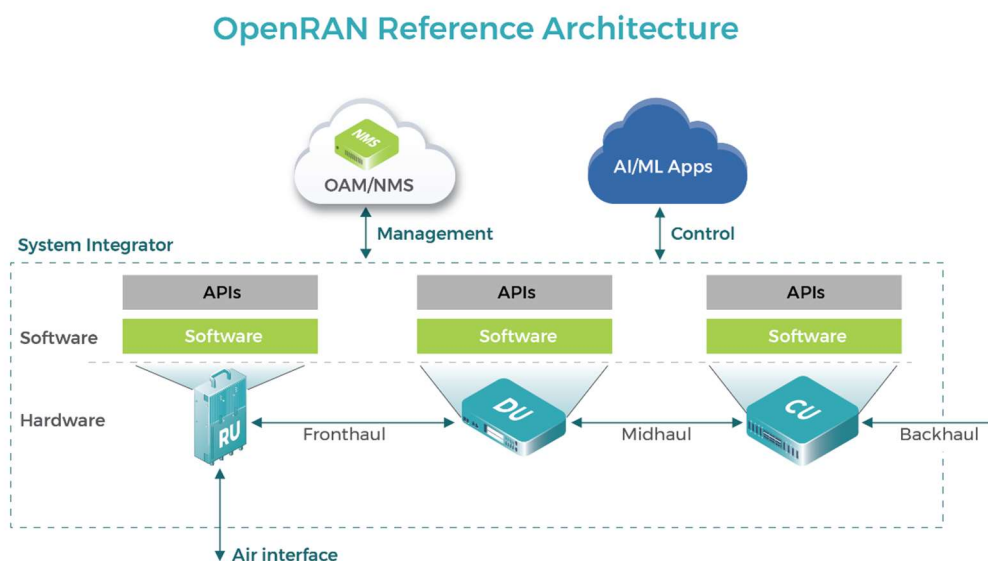 OpenRAN Reference Architecture
NMS
OAM/NMS
AI/ML Apps
Management
Control
System Integrator
APIs
APIs
APIs
Software
Software
Software
Software
Hardware
RU
DU
CU
Fronthaul
Midhaul
Backhaul
Air interface